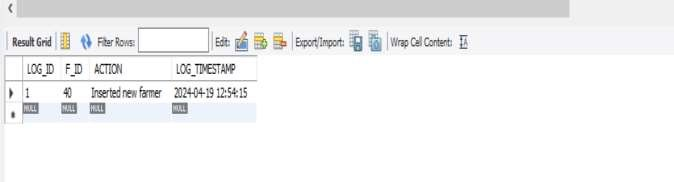 Result Grid Filter Rows: Edit: Export/Import: Wrap Cell Content: IA
LOG_ID F_ID ACTION LOG_TIMESTAMP
1 40 Inserted new farmer 2024-04-19 12:54:15
NULL NULL NULL NULL